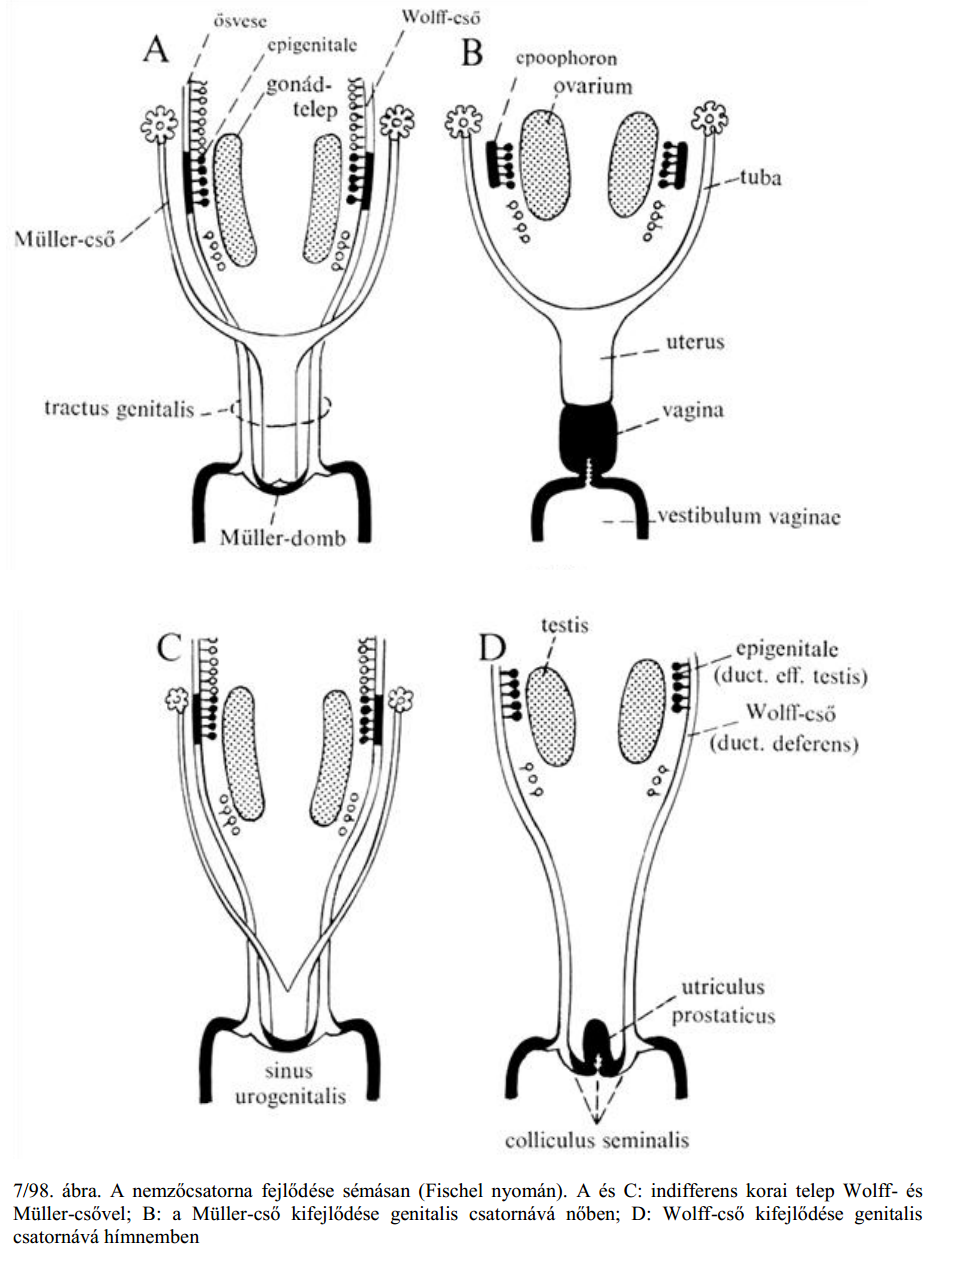 A
ösvese
epigenitale
gonád-
telep
Wolff-cső
Müller-cső
tractus genitalis
Müller-domb
B
epoophoron
ovarium
tuba
uterus
vagina
vestibulum vaginae
C
sinus
urogenitalis
D
testis
epigenitale
(duct. eff. testis)
Wolff-cső
(duct. deferens)
utriculus
prostaticus
colliculus seminalis
7/98. ábra. A nemzőcsatorna fejlődése sémásan (Fischel nyomán). A és C: indifferens korai telep Wolff- és
Müller-csővel; B: a Müller-cső kifejlődése genitalis csatornává nőben; D: Wolff-cső kifejlődése genitalis
csatornává hímnemben